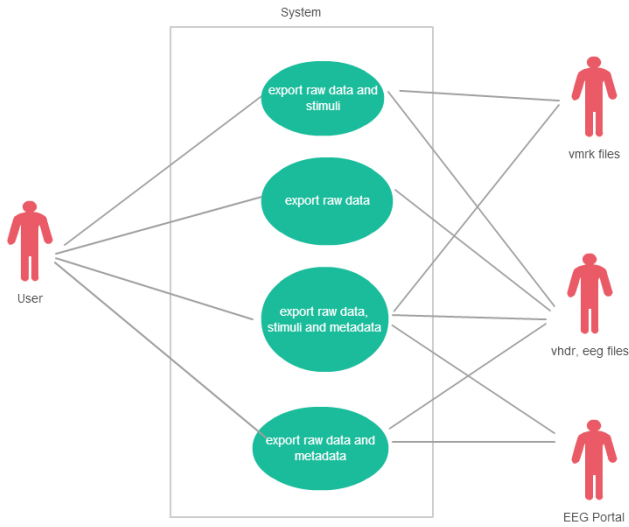 System
export raw data and
stimuli
vmrk files
export raw data
User
export raw data,
stimuli and metadata
vhdr, eeg files
export raw data and
metadata
EEG Portal